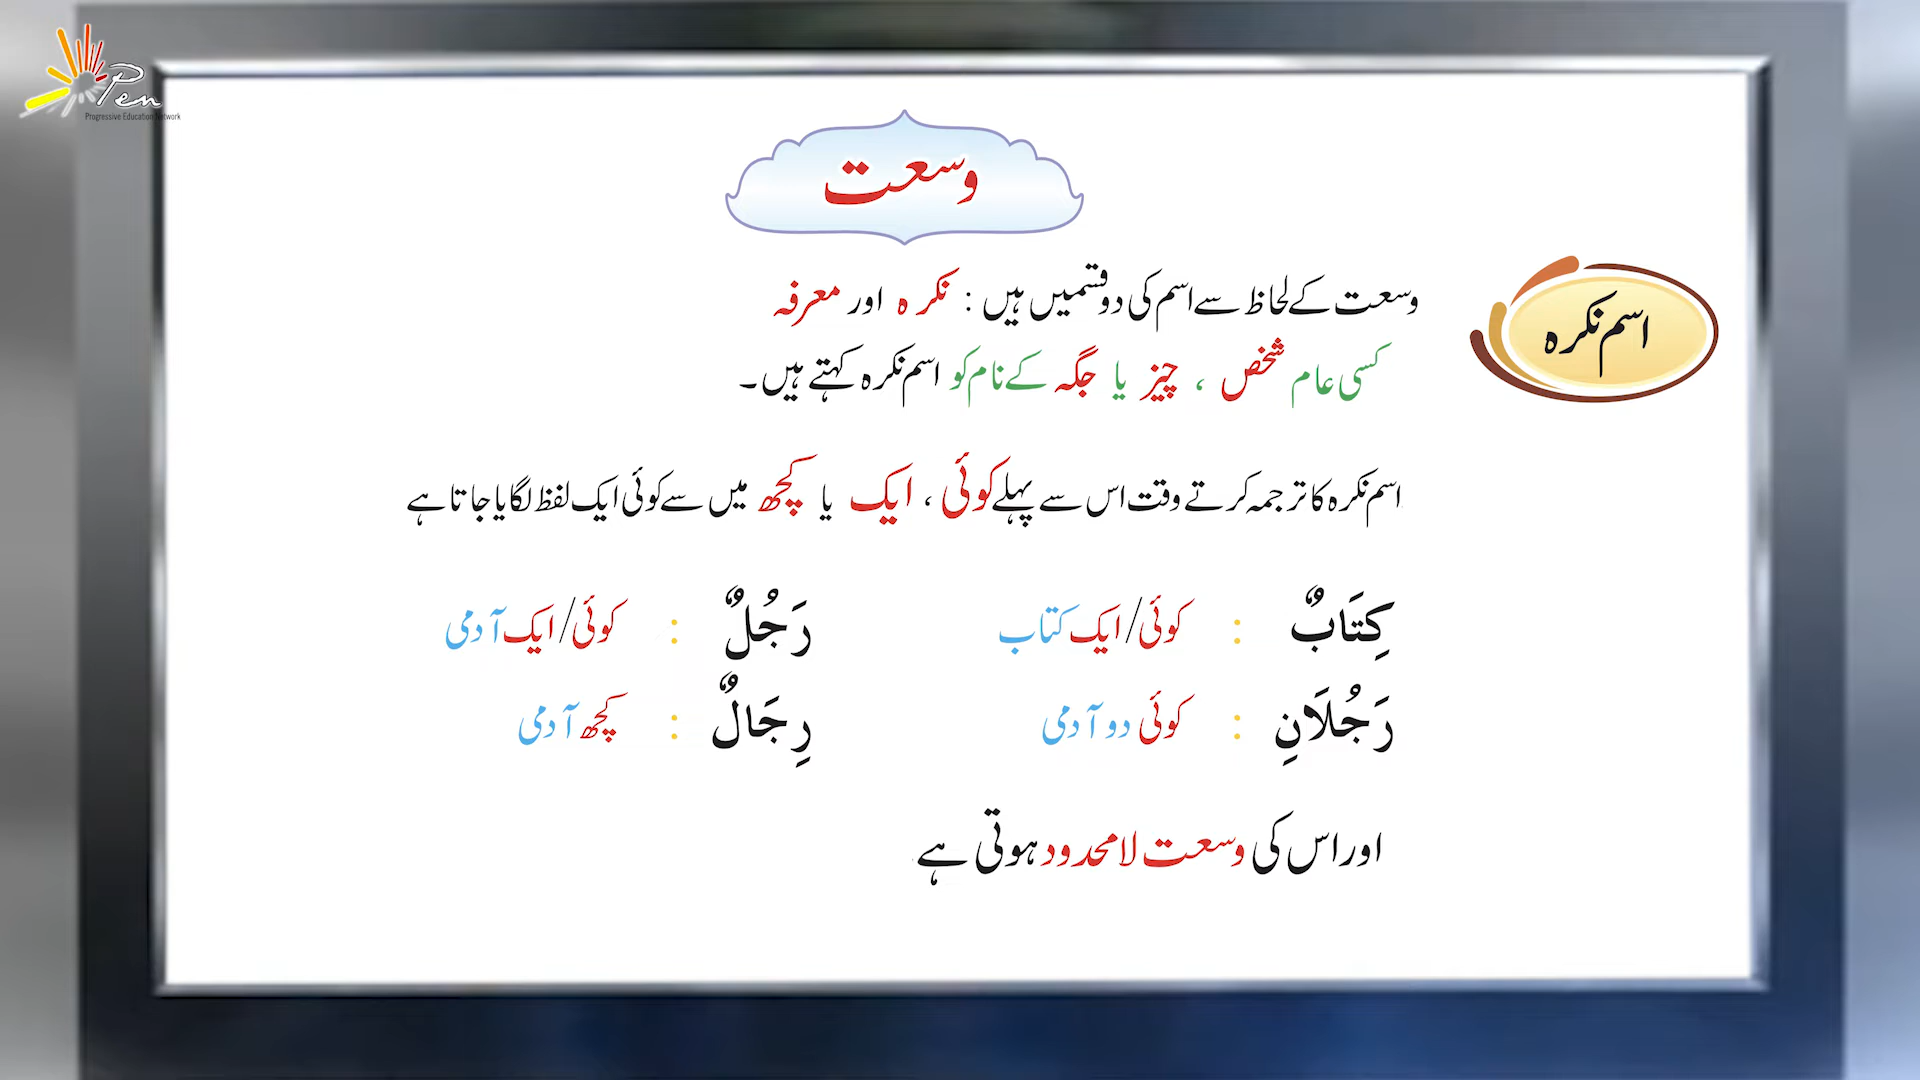 Pen
Progressive Education Network
وسعت
اسم نکرہ
وسعت کے لحاظ سے اسم کی دو قسمیں ہیں : نکرہ اور معرفہ
کسی عام شخص ، چیز یا جگہ کے نام کو اسم نکرہ کہتے ہیں۔
اسم نکرہ کا ترجمہ کرتے وقت اس سے پہلے کوئی ، ایک یا کچھ میں سے کوئی ایک لفظ لگایا جاتا ہے
کِتَابٌ : کوئی/ایک کتاب رَجُلٌ : کوئی/ایک آدمی
رَجُلَانِ : کوئی دو آدمی رِجَالٌ : کچھ آدمی
اور اس کی وسعت لامحدود ہوتی ہے